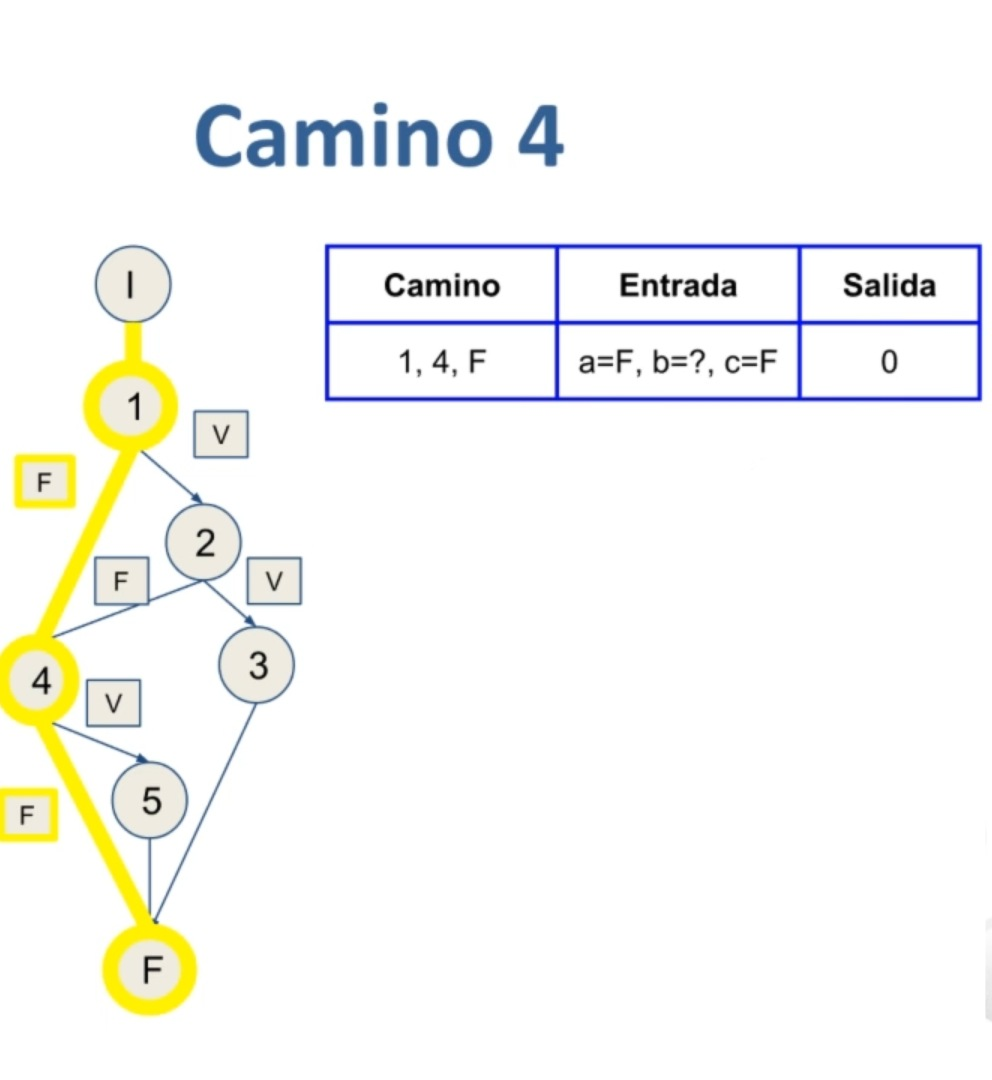 Camino 4
I
1
V
F
2
F
V
3
4
V
5
F
F
Camino Entrada Salida
1, 4, F a=F, b=?, c=F 0